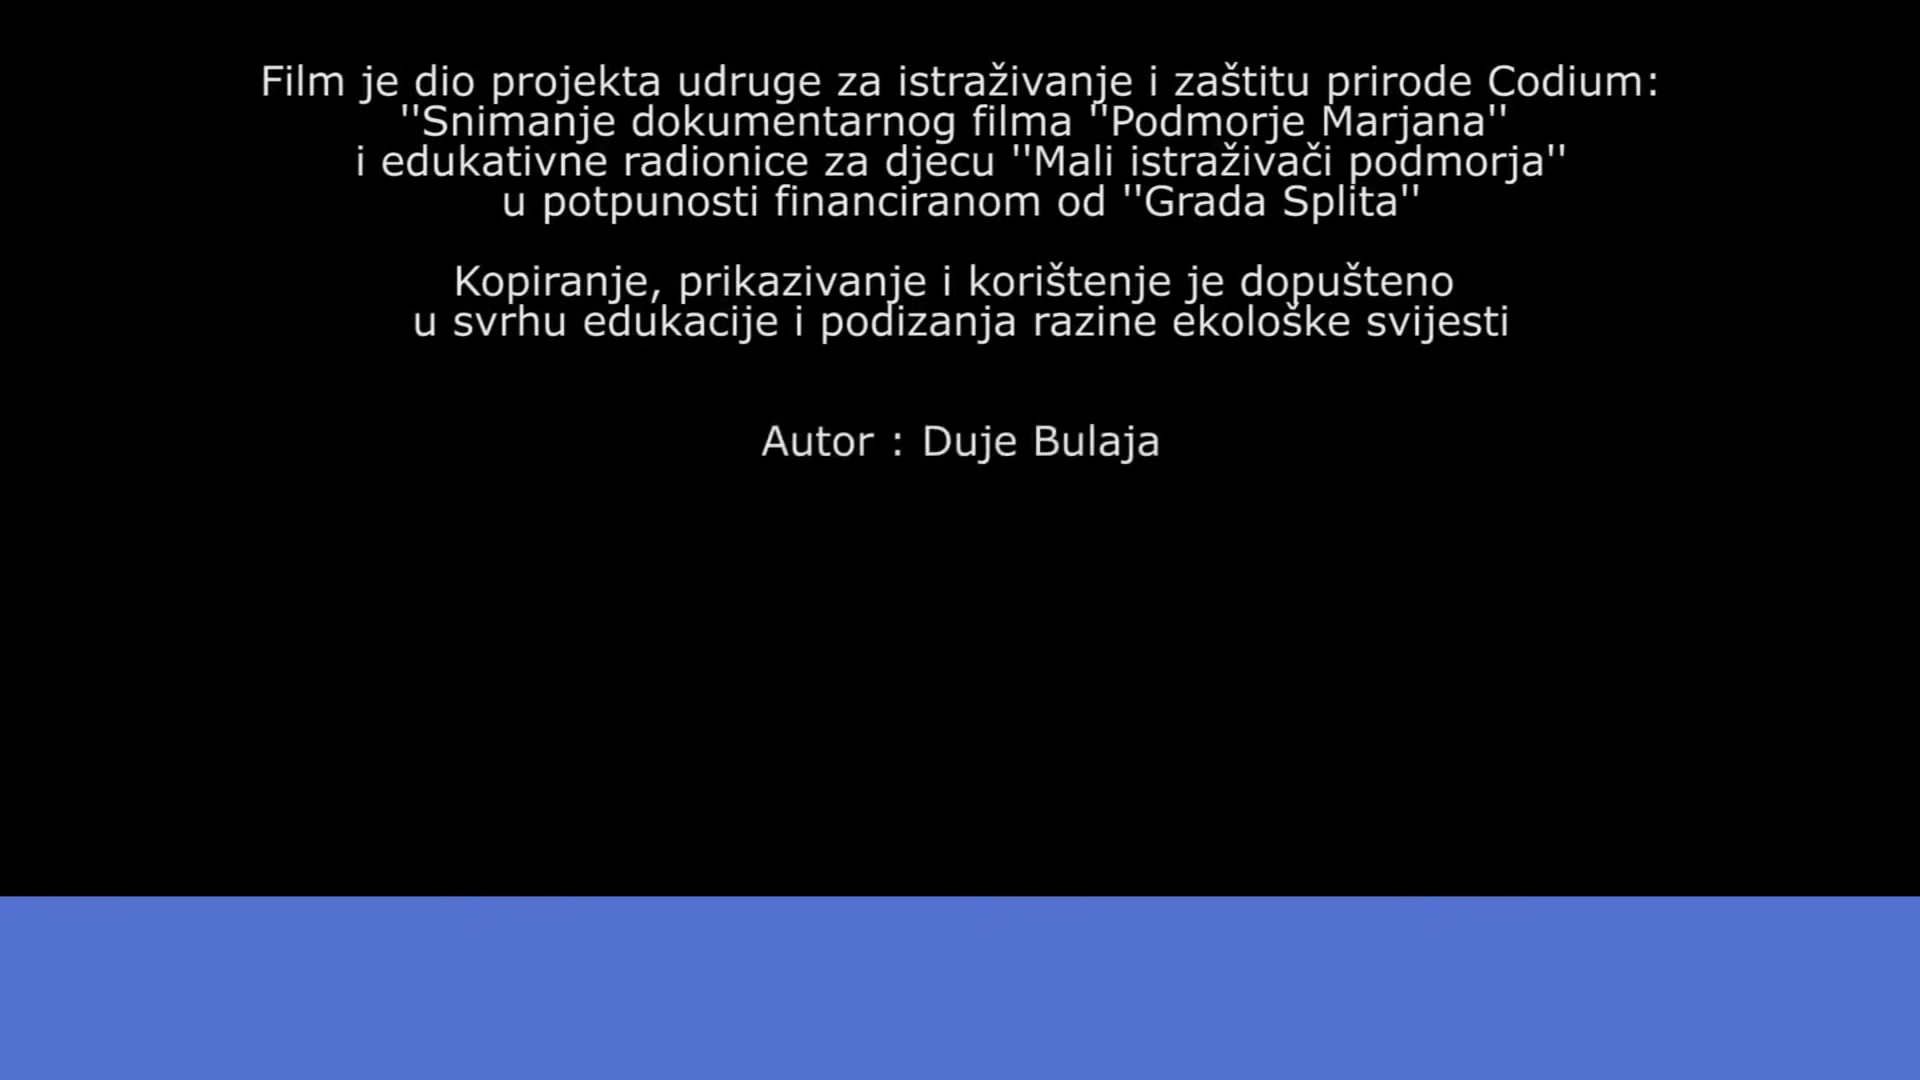 Film je dio projekta udruge za istraživanje i zaštitu prirode Codium:
''Snimanje dokumentarnog filma ''Podmorje Marjana''
i edukativne radionice za djecu ''Mali istraživači podmorja''
u potpunosti financiranom od ''Grada Splita''
Kopiranje, prikazivanje i korištenje je dopušteno
u svrhu edukacije i podizanja razine ekološke svijesti
Autor : Duje Bulaja